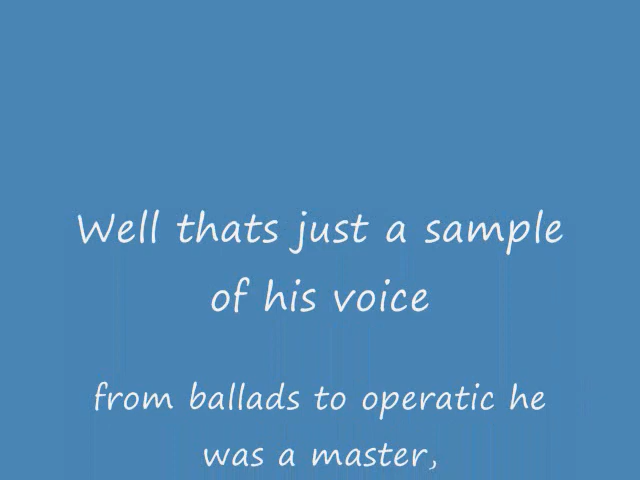 Well thats just a sample
of his voice
from ballads to operatic he
was a master,